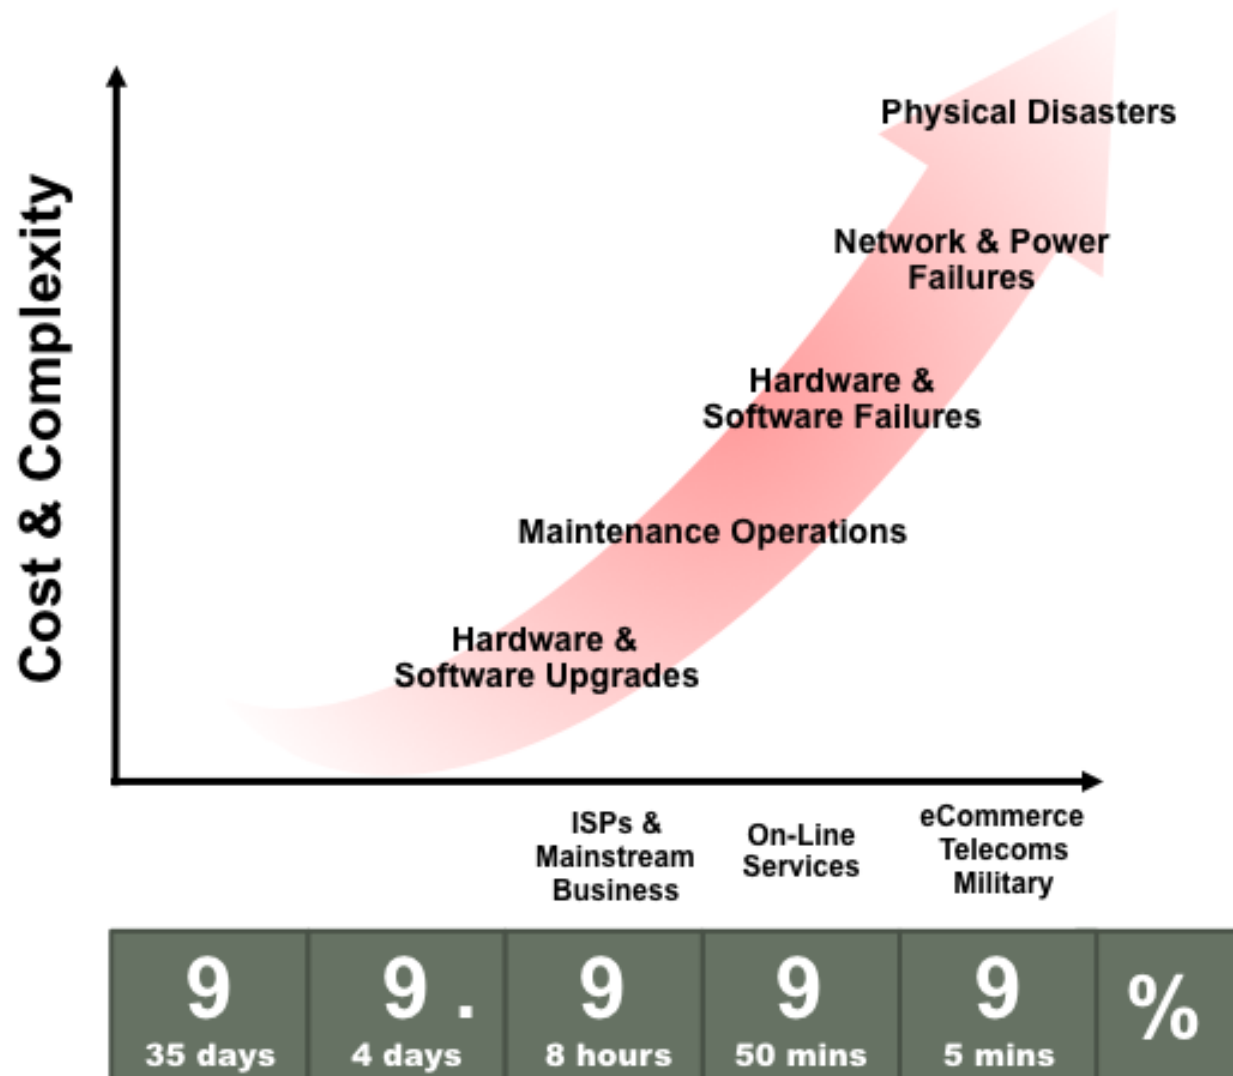 Cost & Complexity
Physical Disasters
Network & Power
Failures
Hardware &
Software Failures
Maintenance Operations
Hardware &
Software Upgrades
ISPs &
Mainstream
Business
On-Line
Services
eCommerce
Telecoms
Military
9 9 . 9 9 9 %
35 days 4 days 8 hours 50 mins 5 mins